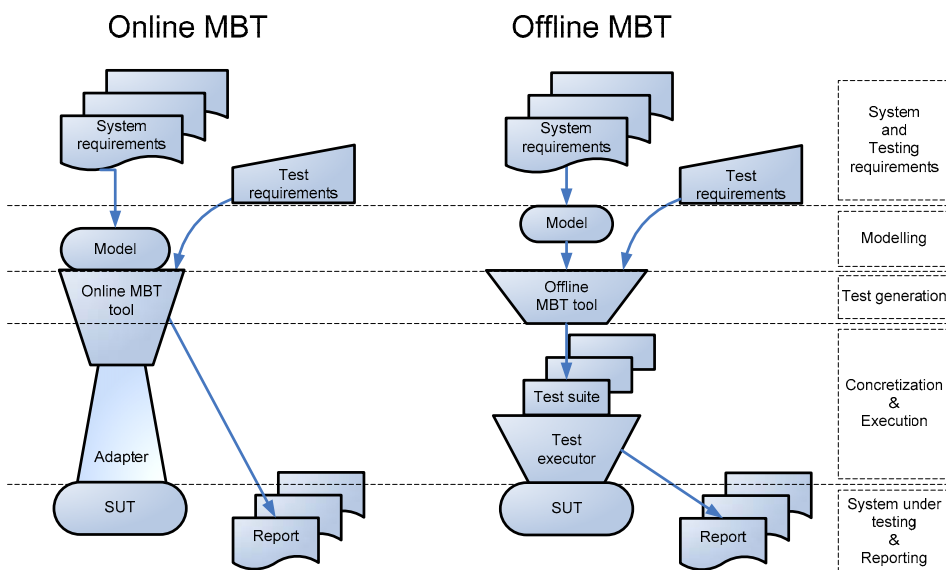 Online MBT
System
requirements
Test
requirements
Model
Online MBT
tool
Adapter
SUT
Report
Offline MBT
System
requirements
Test
requirements
Model
Offline
MBT tool
Test suite
Test
executor
SUT
Report
System
and
Testing
requirements
Modelling
Test generation
Concretization
&
Execution
System under
testing
&
Reporting